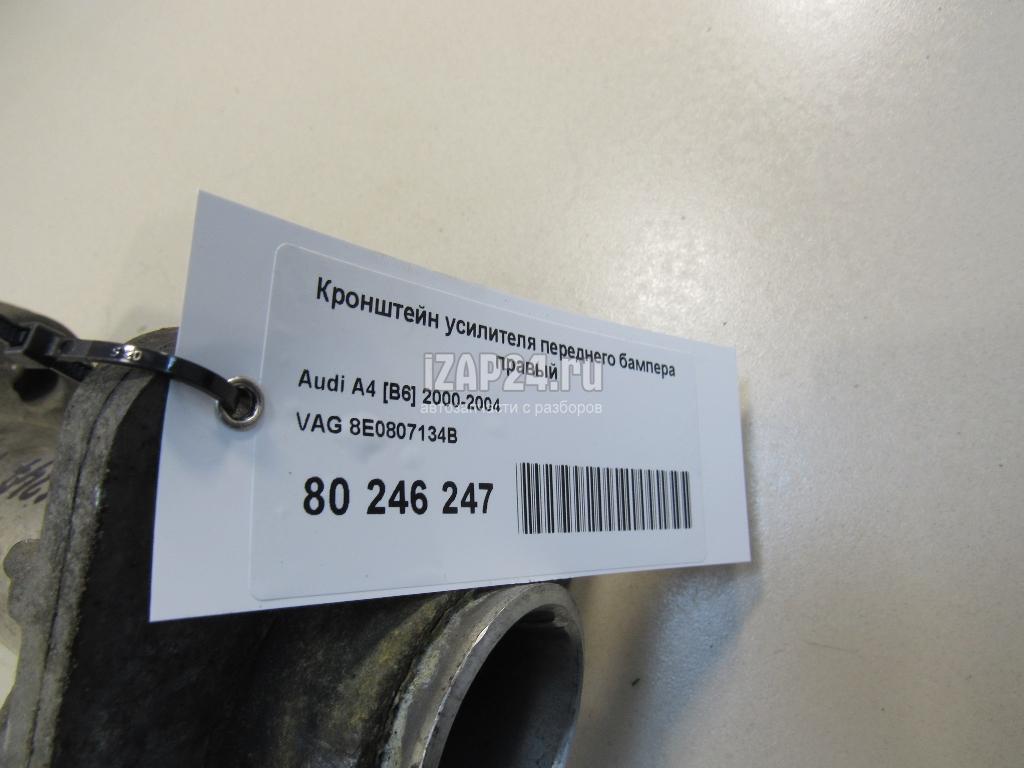 Кронштейн усилителя переднего бампера
правый
iZAP24.ru
Audi A4 [B6] 2000-2004
автозапчасти с разборов
VAG 8E0807134B
80 246 247